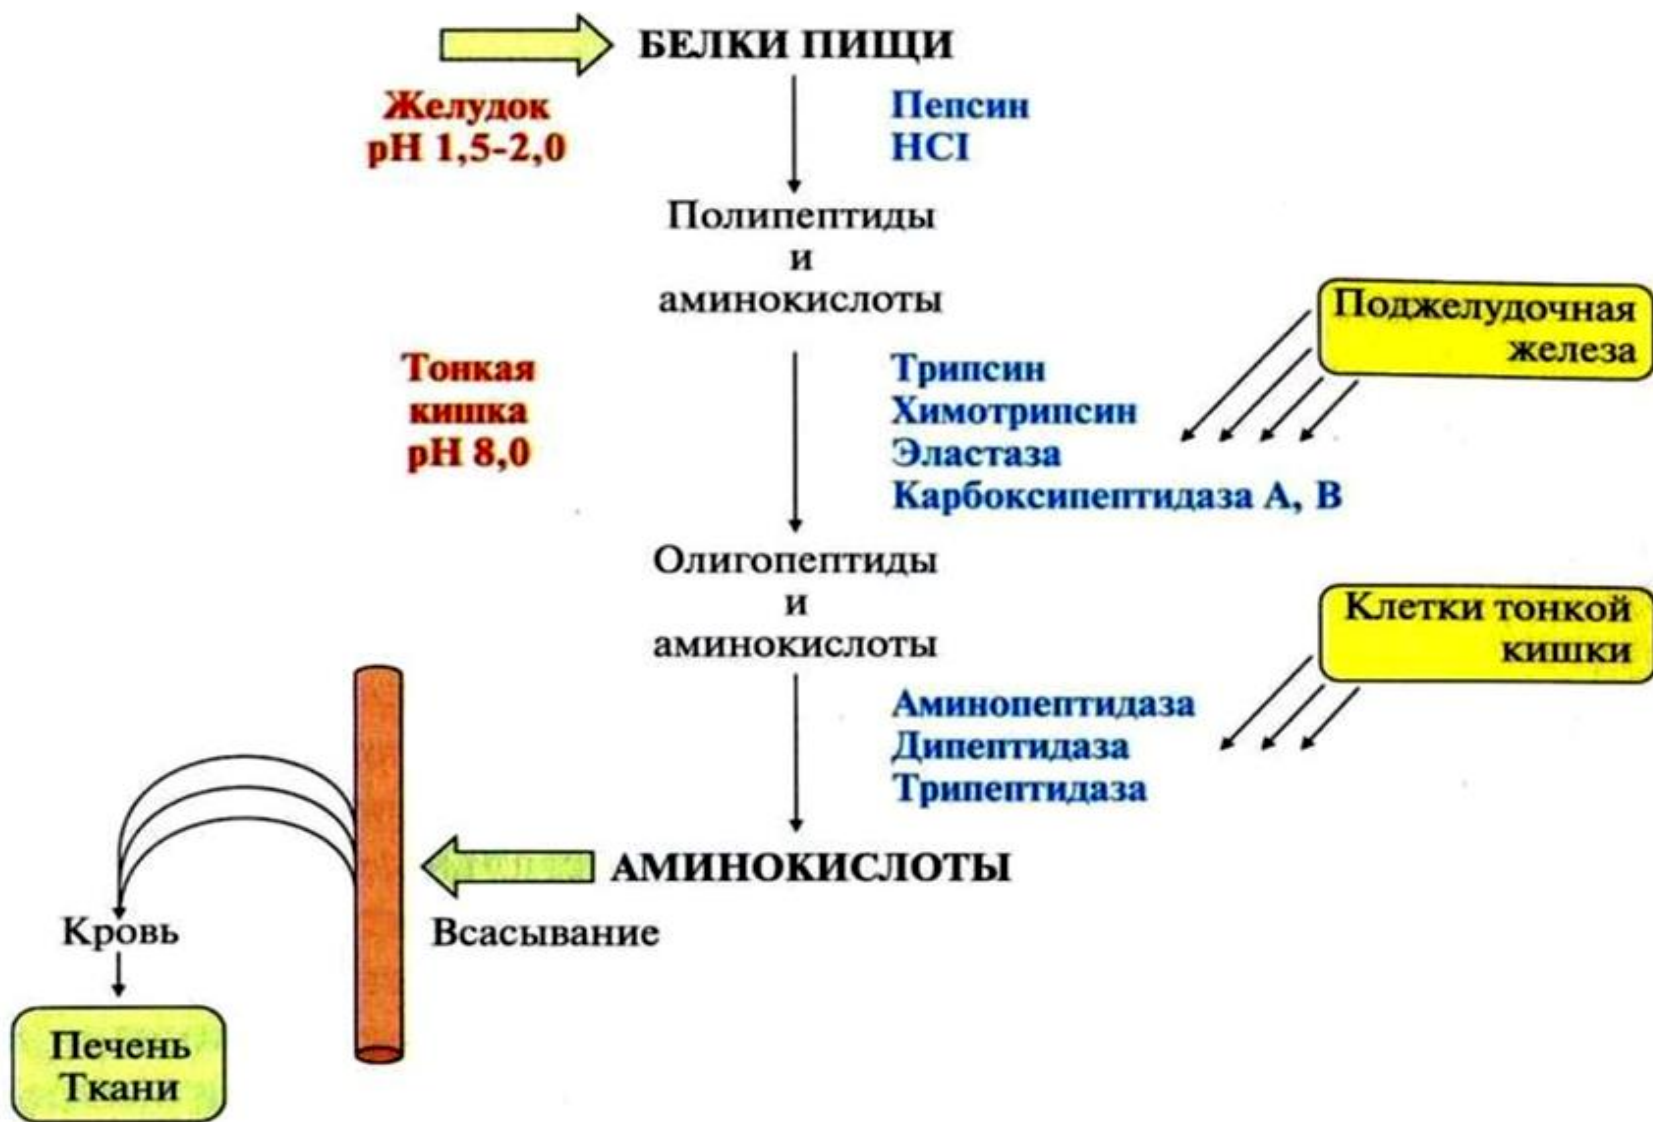 БЕЛКИ ПИЩИ
Желудок
pH 1,5-2,0
Пепсин
HCl
Полипептиды
и
аминокислоты
Поджелудочная
железа
Тонкая
кишка
pH 8,0
Трипсин
Химотрипсин
Эластаза
Карбоксипептидаза А, В
Олигопептиды
и
аминокислоты
Клетки тонкой
кишки
Аминопептидаза
Дипептидаза
Трипептидаза
АМИНОКИСЛОТЫ
Всасывание
Кровь
Печень
Ткани